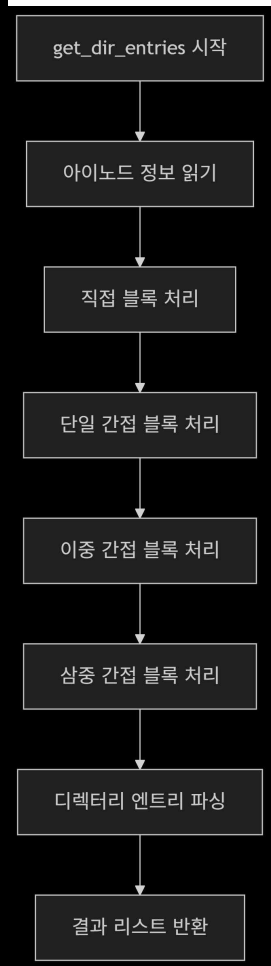 get_dir_entries 시작
아이노드 정보 읽기
직접 블록 처리
단일 간접 블록 처리
이중 간접 블록 처리
삼중 간접 블록 처리
디렉터리 엔트리 파싱
결과 리스트 반환